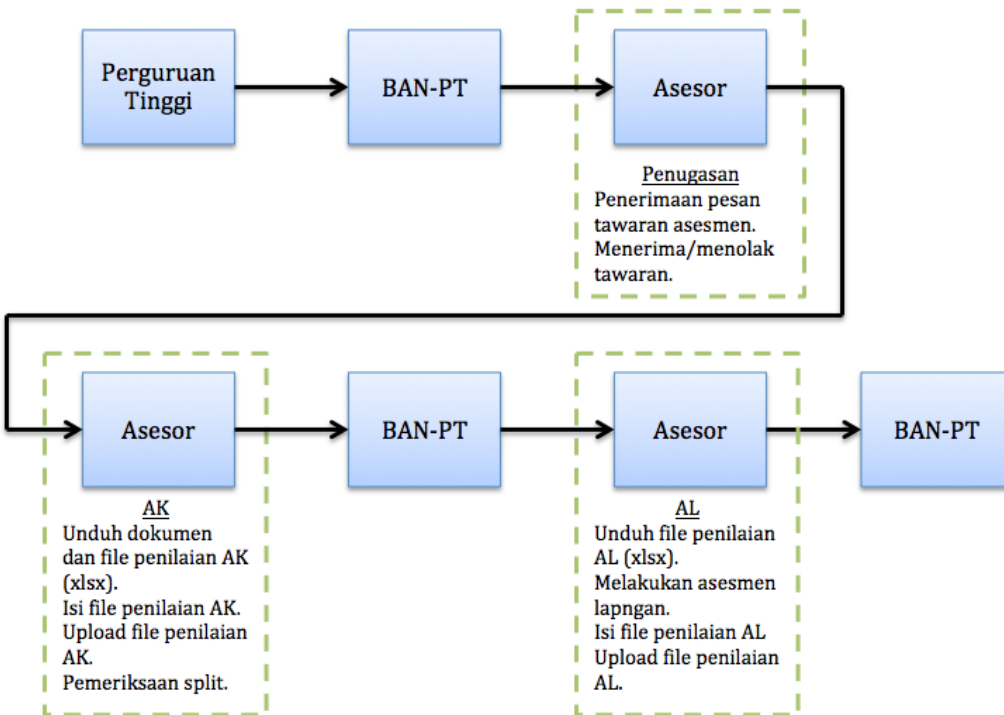 Perguruan
Tinggi
BAN-PT
Asesor
Penugasan
Penerimaan pesan
tawaran asesmen.
Menerima/menolak
tawaran.
Asesor
BAN-PT
Asesor
BAN-PT
AK
Unduh dokumen
dan file penilaian AK
(xlsx).
Isi file penilaian AK.
Upload file penilaian
AK.
Pemeriksaan split.
AL
Unduh file penilaian
AL (xlsx).
Melakukan asesmen
lapngan.
Isi file penilaian AL
Upload file penilaian
AL.